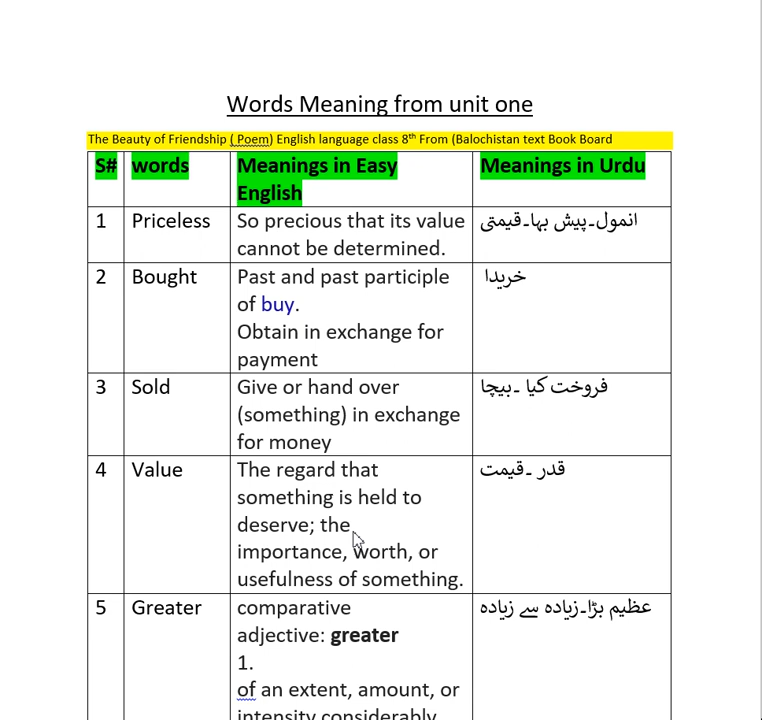 Words Meaning from unit one
The Beauty of Friendship ( Poem) English language class 8th From (Balochistan text Book Board
S# words Meanings in Easy Meanings in Urdu
English
1 Priceless So precious that its value انمول۔پیش بہا۔قیمتی
cannot be determined.
2 Bought Past and past participle خریدا
of buy.
Obtain in exchange for
payment
3 Sold Give or hand over فروخت کیا ۔بیچا
(something) in exchange
for money
4 Value The regard that قدر ۔قیمت
something is held to
deserve; the
importance, worth, or
usefulness of something.
5 Greater comparative عظیم بڑا۔زیادہ سے زیادہ
adjective: greater
1.
of an extent, amount, or
intensity considerably